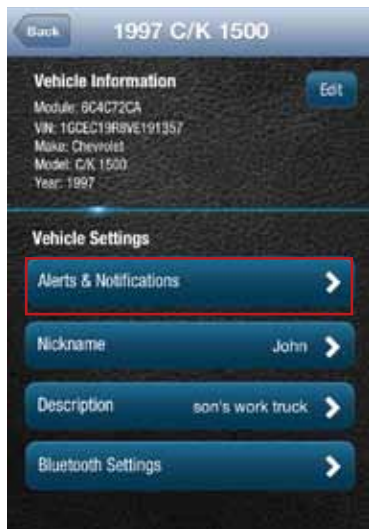 Back
1997 C/K 1500
Vehicle Information
Edit
Module: 6C4C72CA
VIN: 1GCEC19R8VE191357
Make: Chevrolet
Model: C/K 1500
Year: 1997
Vehicle Settings
Alerts & Notifications
Nickname John
Description son's work truck
Bluetooth Settings